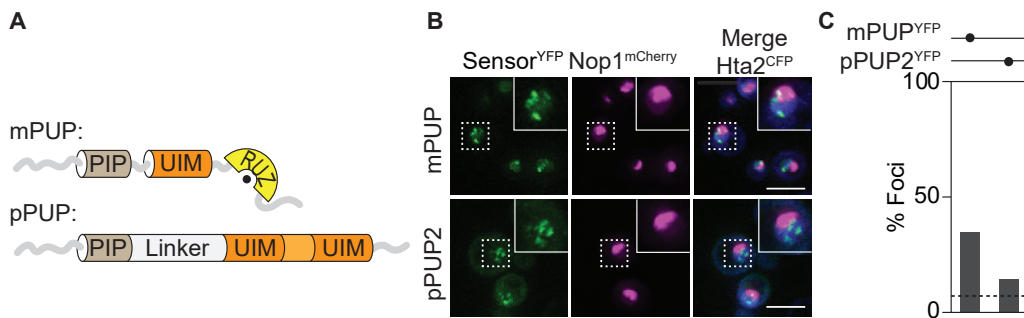 A
mPUP:
PIP UIM RUZ
pPUP:
PIP Linker UIM UIM
B
Sensor^YFP Nop1^mCherry Merge Hta2^CFP
mPUP
pPUP2
C
mPUP^YFP
pPUP2^YFP
100
50
0
% Foci